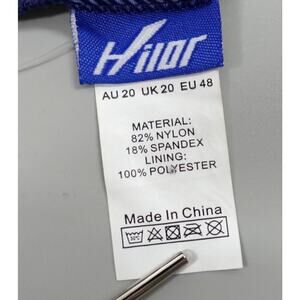 Hilor
AU 20 UK 20 EU 48
MATERIAL:
82% NYLON
18% SPANDEX
LINING:
100% POLYESTER
Made In China